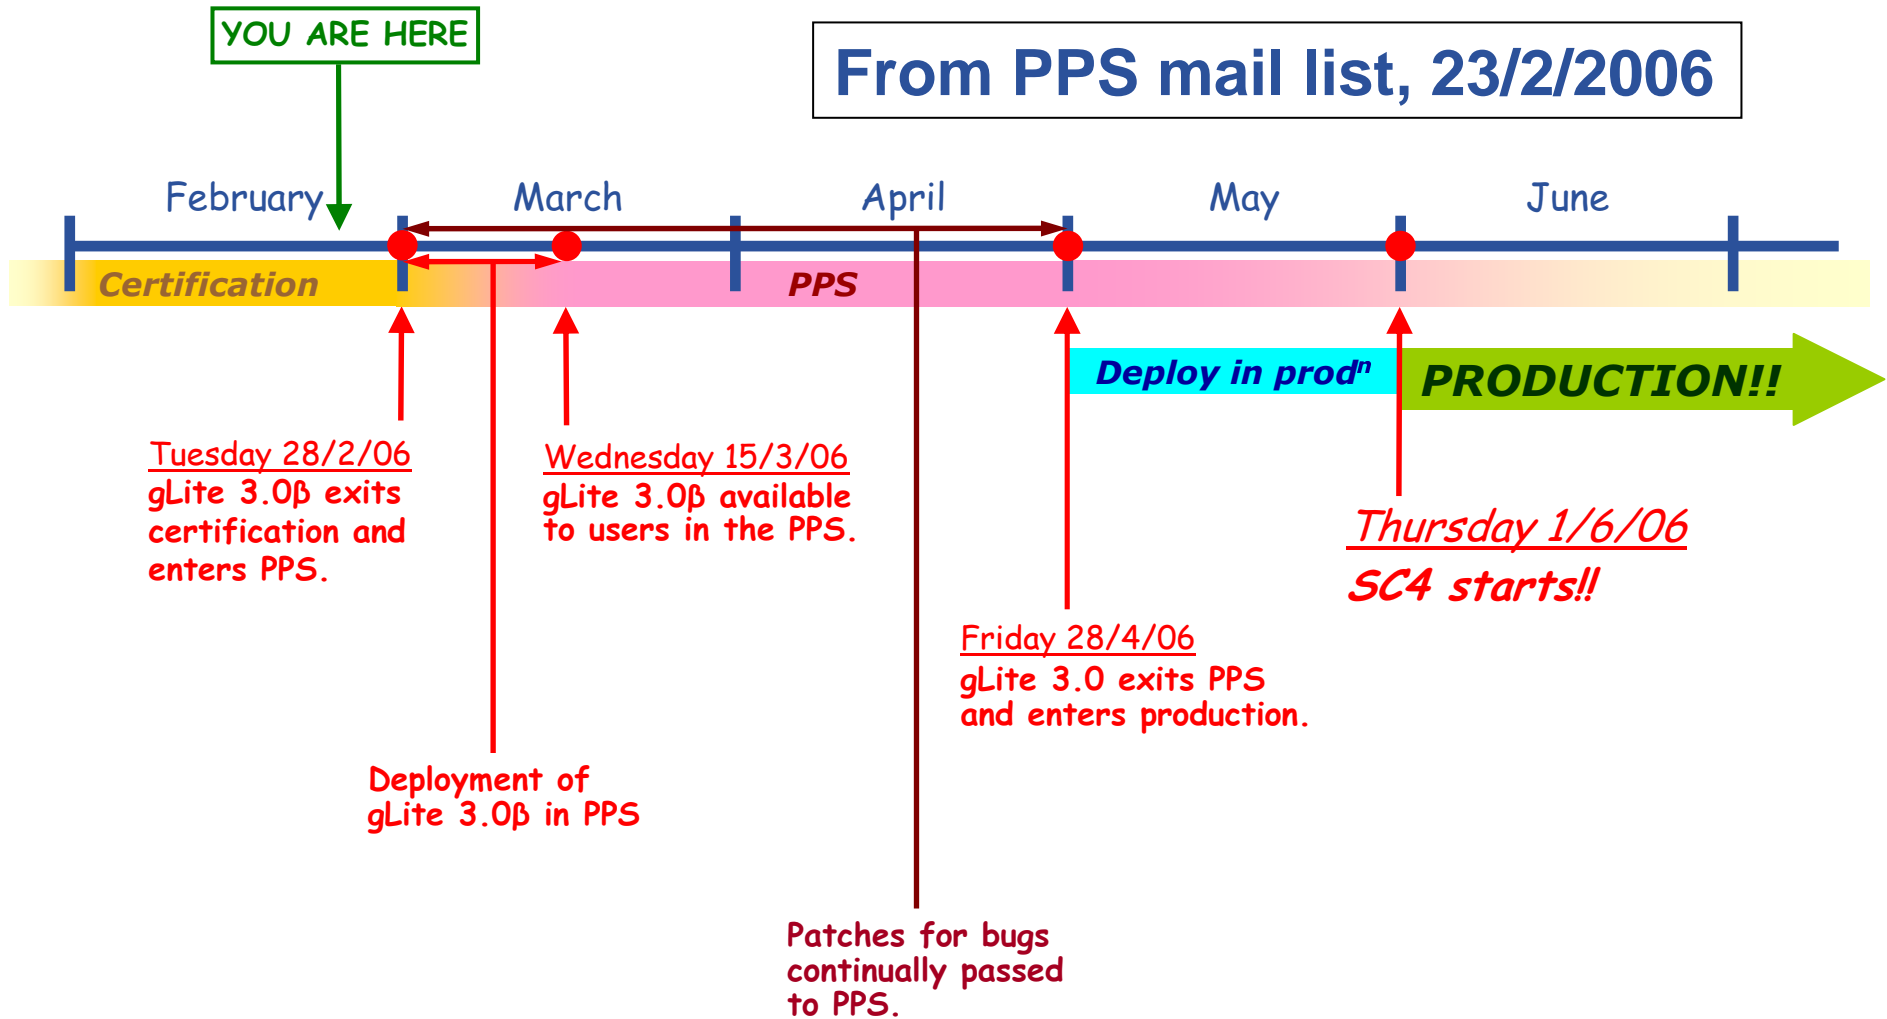 YOU ARE HERE
From PPS mail list, 23/2/2006
February
March
April
May
June
Certification
PPS
Deploy in prodⁿ
PRODUCTION!!
Tuesday 28/2/06
gLite 3.0β exits
certification and
enters PPS.
Wednesday 15/3/06
gLite 3.0β available
to users in the PPS.
Thursday 1/6/06
SC4 starts!!
Friday 28/4/06
gLite 3.0 exits PPS
and enters production.
Deployment of
gLite 3.0β in PPS
Patches for bugs
continually passed
to PPS.